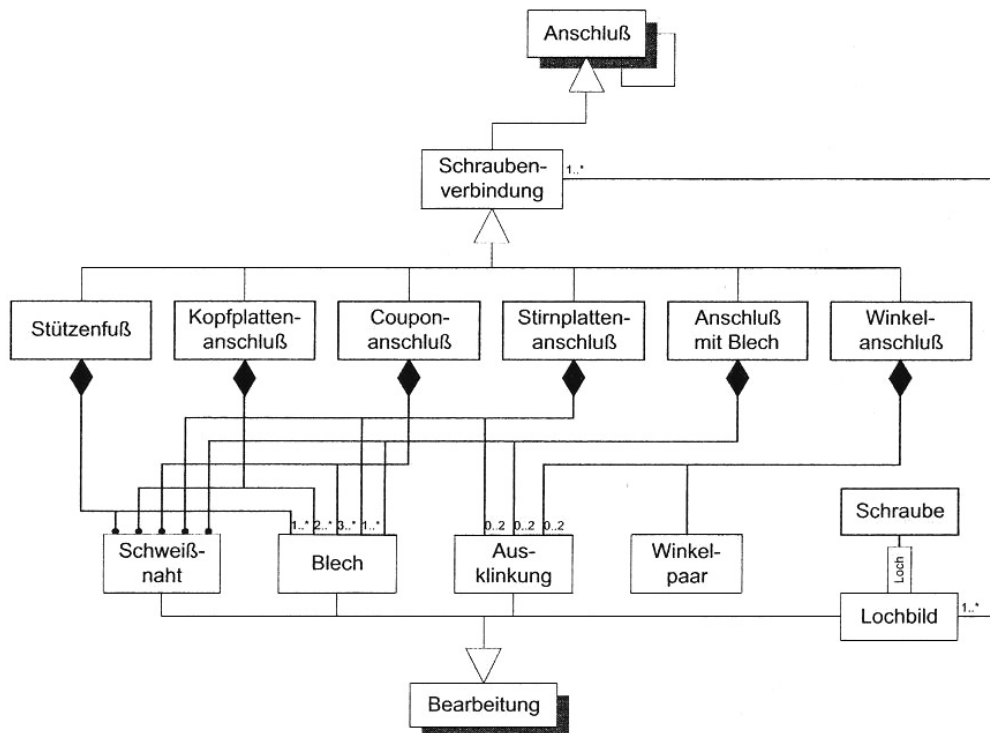 Anschluß
Schrauben-
verbindung
1..*
Stützenfuß
Kopfplatten-
anschluß
Coupon-
anschluß
Stirnplatten-
anschluß
Anschluß
mit Blech
Winkel-
anschluß
Schraube
1..*
2..*
3..*
1..*
0..2
0..2
0..2
Schweiß-
naht
Blech
Aus-
klinkung
Winkel-
paar
Loch
Lochbild
1..*
Bearbeitung